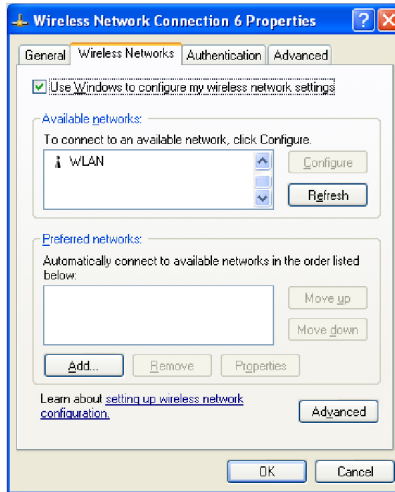 Wireless Network Connection 6 Properties
General Wireless Networks Authentication Advanced
Use Windows to configure my wireless network settings
Available networks:
To connect to an available network, click Configure.
WLAN
Configure
Refresh
Preferred networks:
Automatically connect to available networks in the order listed
below:
Move up
Move down
Add... Remove Properties
Learn about setting up wireless network
configuration.
Advanced
OK Cancel